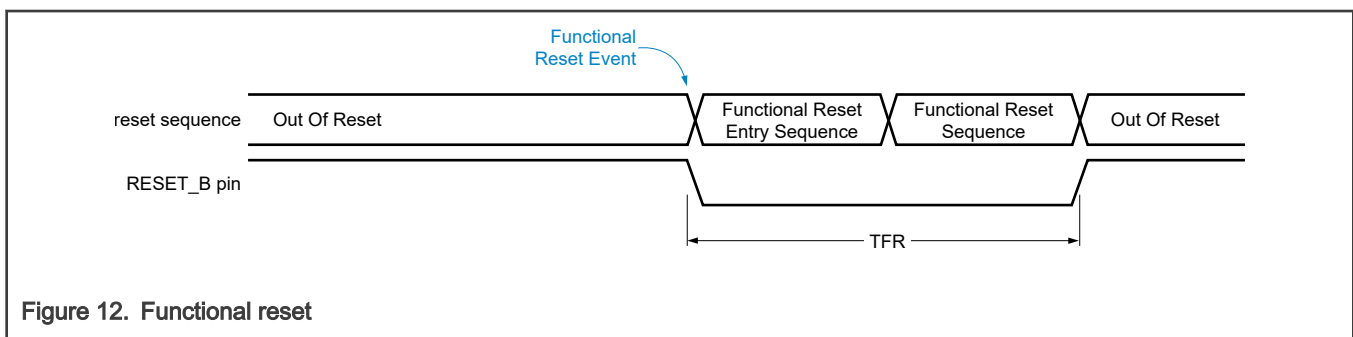 Functional
Reset Event
reset sequence
Out Of Reset
Functional Reset
Entry Sequence
Functional Reset
Sequence
Out Of Reset
RESET_B pin
TFR
Figure 12. Functional reset